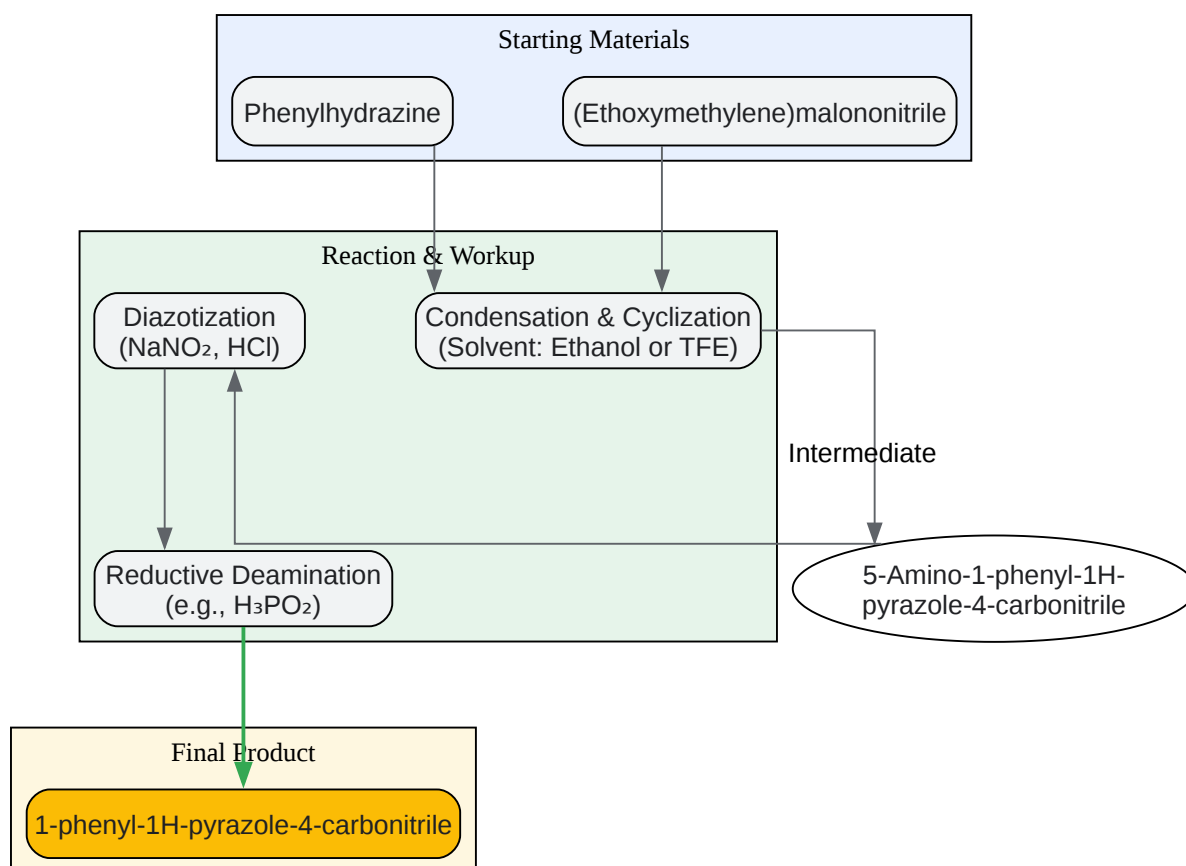 Starting Materials
Phenylhydrazine
(Ethoxymethylene)malononitrile
Reaction & Workup
Diazotization
(NaNO₂, HCl)
Condensation & Cyclization
(Solvent: Ethanol or TFE)
Intermediate
Reductive Deamination
(e.g., H₃PO₂)
5-Amino-1-phenyl-1H-
pyrazole-4-carbonitrile
Final Product
1-phenyl-1H-pyrazole-4-carbonitrile